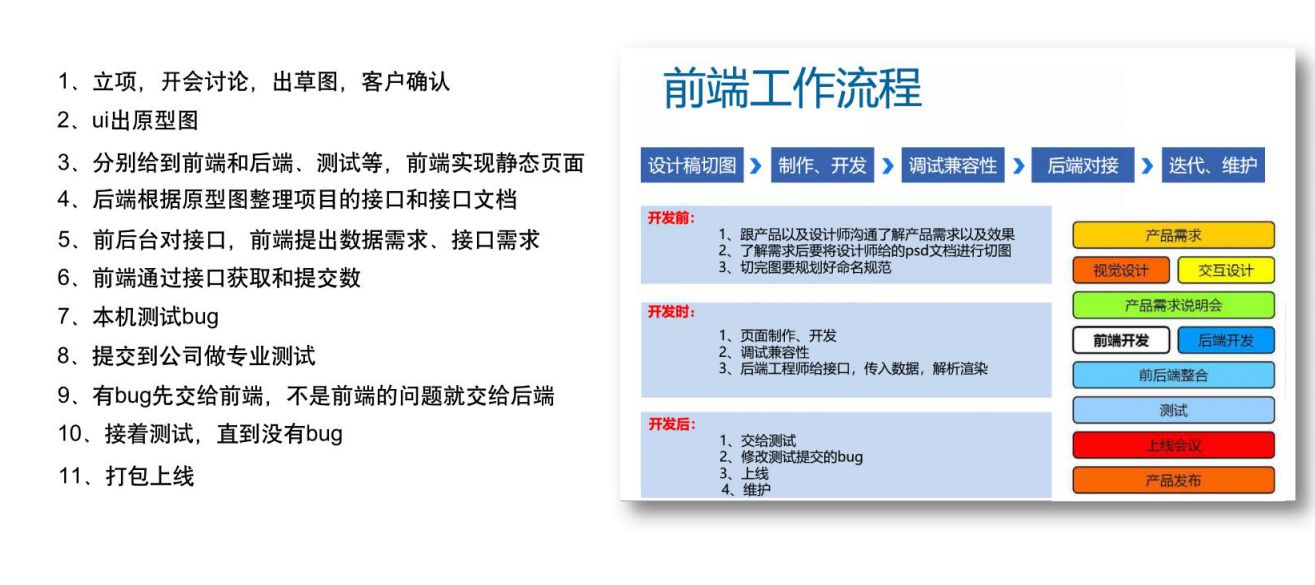 1、立项，开会讨论，出草图，客户确认
2、ui出原型图
3、分别给到前端和后端、测试等，前端实现静态页面
4、后端根据原型图整理项目的接口和接口文档
5、前后台对接口，前端提出数据需求、接口需求
6、前端通过接口获取和提交数
7、本机测试bug
8、提交到公司做专业测试
9、有bug先交给前端，不是前端的问题就交给后端
10、接着测试，直到没有bug
11、打包上线
前端工作流程
设计稿切图 》 制作、开发 》 调试兼容性 》 后端对接 》 迭代、维护
开发前：
1、跟产品以及设计师沟通了解产品需求以及效果
2、了解需求后要将设计师给的psd文档进行切图
3、切完图要规划好命名规范
开发时：
1、页面制作、开发
2、调试兼容性
3、后端工程师给接口，传入数据，解析渲染
开发后：
1、交给测试
2、修改测试提交的bug
3、上线
4、维护
产品需求
视觉设计 交互设计
产品需求说明会
前端开发 后端开发
前后端整合
测试
上线会议
产品发布